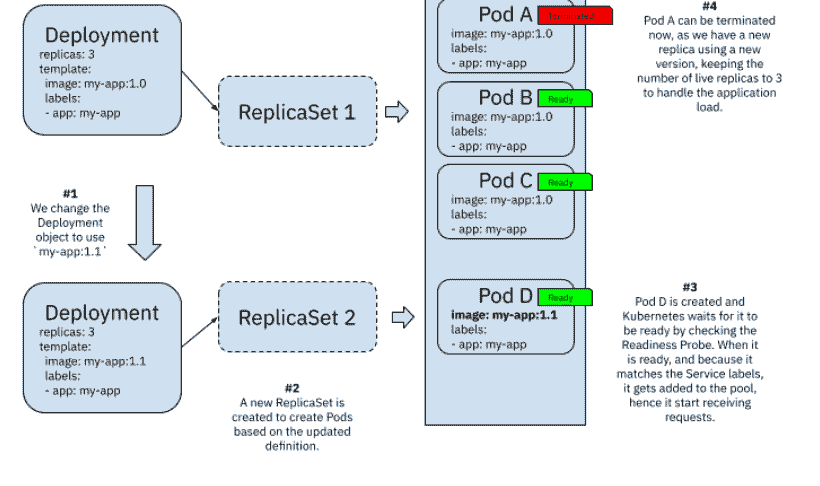 Deployment
replicas: 3
template:
image: my-app:1.0
labels:
- app: my-app
ReplicaSet 1
Pod A
image: my-app:1.0
labels:
- app: my-app
Pod B
Ready
image: my-app:1.0
labels:
- app: my-app
Pod C
Ready
image: my-app:1.0
labels:
- app: my-app
#4
Pod A can be terminated
now, as we have a new
replica using a new
version, keeping the
number of live replicas to 3
to handle the application
load.
#1
We change the
Deployment
object to use
`my-app:1.1`
Deployment
replicas: 3
template:
image: my-app:1.1
labels:
- app: my-app
ReplicaSet 2
#2
A new ReplicaSet is
created to create Pods
based on the updated
definition.
Pod D
Ready
image: my-app:1.1
labels:
- app: my-app
#3
Pod D is created and
Kubernetes waits for it to
be ready by checking the
Readiness Probe. When it
is ready, and because it
matches the Service labels,
it gets added to the pool,
hence it start receiving
requests.